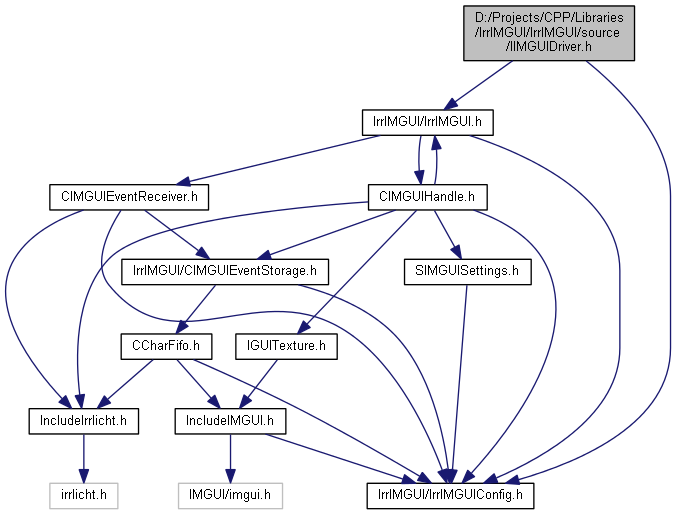 D:/Projects/CPP/Libraries
/IrrIMGUI/IrrIMGUI/source
/IIMGUIDriver.h
IrrIMGUI/IrrIMGUI.h
CIMGUIEventReceiver.h
CIMGUIHandle.h
IrrIMGUI/CIMGUIEventStorage.h
SIMGUISettings.h
CCharFifo.h
IGUITexture.h
IncludeIrrlicht.h
IncludeIMGUI.h
irrlicht.h
IMGUI/imgui.h
IrrIMGUI/IrrIMGUIConfig.h